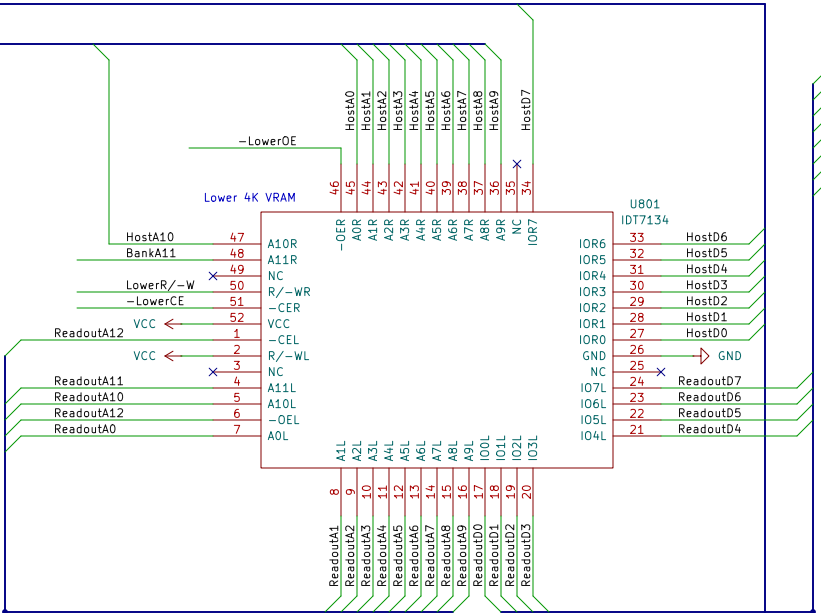 HostA0
HostA1
HostA2
HostA3
HostA4
HostA5
HostA6
HostA7
HostA8
HostA9
HostD7
-LowerOE
46
45
44
43
42
41
40
39
38
37
36
35
34
Lower 4K VRAM
U801
IDT7134
-OER
A0R
A1R
A2R
A3R
A4R
A5R
A6R
A7R
A8R
A9R
NC
IOR7
HostA10 47 A10R
BankA11 48 A11R
49 NC
LowerR/-W 50 R/-WR
-LowerCE 51 -CER
VCC 52 VCC
ReadoutA12 1 -CEL
VCC 2 R/-WL
3 NC
ReadoutA11 4 A11L
ReadoutA10 5 A10L
ReadoutA12 6 -OEL
ReadoutA0 7 A0L
IOR6 33 HostD6
IOR5 32 HostD5
IOR4 31 HostD4
IOR3 30 HostD3
IOR2 29 HostD2
IOR1 28 HostD1
IOR0 27 HostD0
GND 26 GND
NC 25
IO7L 24 ReadoutD7
IO6L 23 ReadoutD6
IO5L 22 ReadoutD5
IO4L 21 ReadoutD4
A1L
A2L
A3L
A4L
A5L
A6L
A7L
A8L
A9L
IO0L
IO1L
IO2L
IO3L
8
9
10
11
12
13
14
15
16
17
18
19
20
ReadoutA1
ReadoutA2
ReadoutA3
ReadoutA4
ReadoutA5
ReadoutA6
ReadoutA7
ReadoutA8
ReadoutA9
ReadoutD0
ReadoutD1
ReadoutD2
ReadoutD3